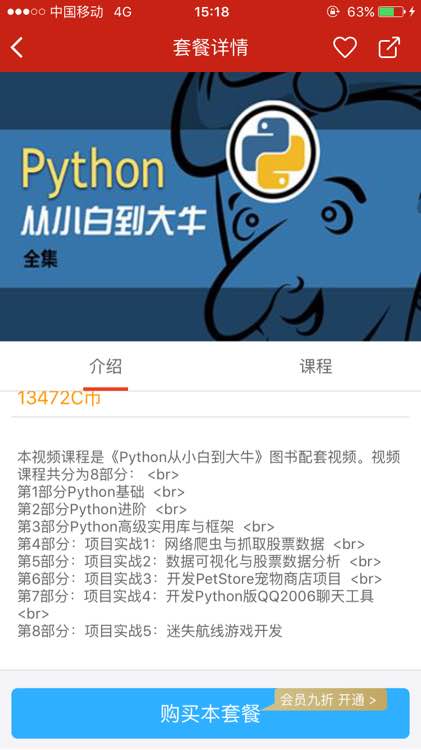 中国移动 4G 15:18 63%
套餐详情
Python
从小白到大牛
全集
介绍 课程
13472C币
本视频课程是《Python从小白到大牛》图书配套视频。视频
课程共分为8部分： <br>
第1部分Python基础 <br>
第2部分Python进阶 <br>
第3部分Python高级实用库与框架 <br>
第4部分：项目实战1：网络爬虫与抓取股票数据 <br>
第5部分：项目实战2：数据可视化与股票数据分析 <br>
第6部分：项目实战3：开发PetStore宠物商店项目 <br>
第7部分：项目实战4：开发Python版QQ2006聊天工具
<br>
第8部分：项目实战5：迷失航线游戏开发
会员九折 开通 >
购买本套餐